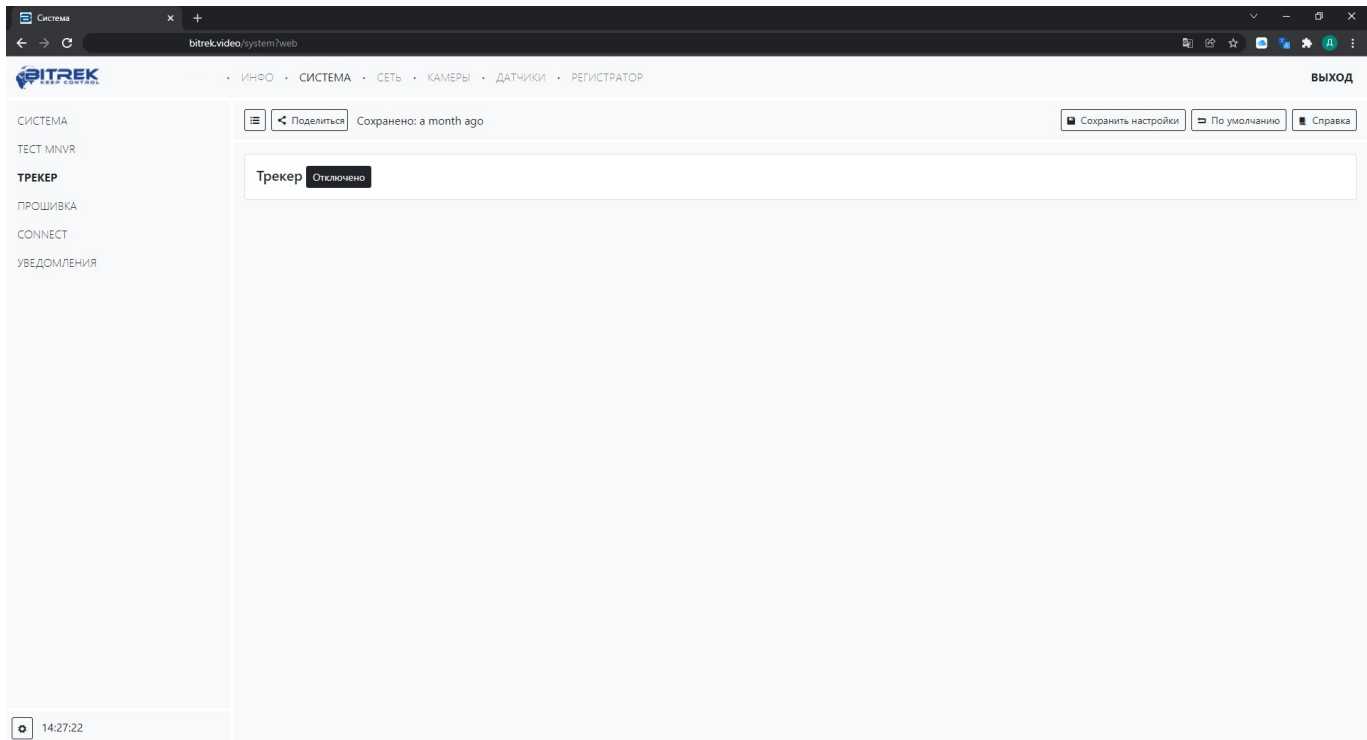 Система
bitrek.video/system?web
Д
BITREK
KEEP CONTROL
• ИНФО • СИСТЕМА • СЕТЬ • КАМЕРЫ • ДАТЧИКИ • РЕГИСТРАТОР
ВЫХОД
Поделиться Сохранено: a month ago
Сохранить настройки По умолчанию Справка
СИСТЕМА
ТЕСТ MNVR
ТРЕКЕР
ПРОШИВКА
CONNECT
УВЕДОМЛЕНИЯ
Трекер Отключено
14:27:22